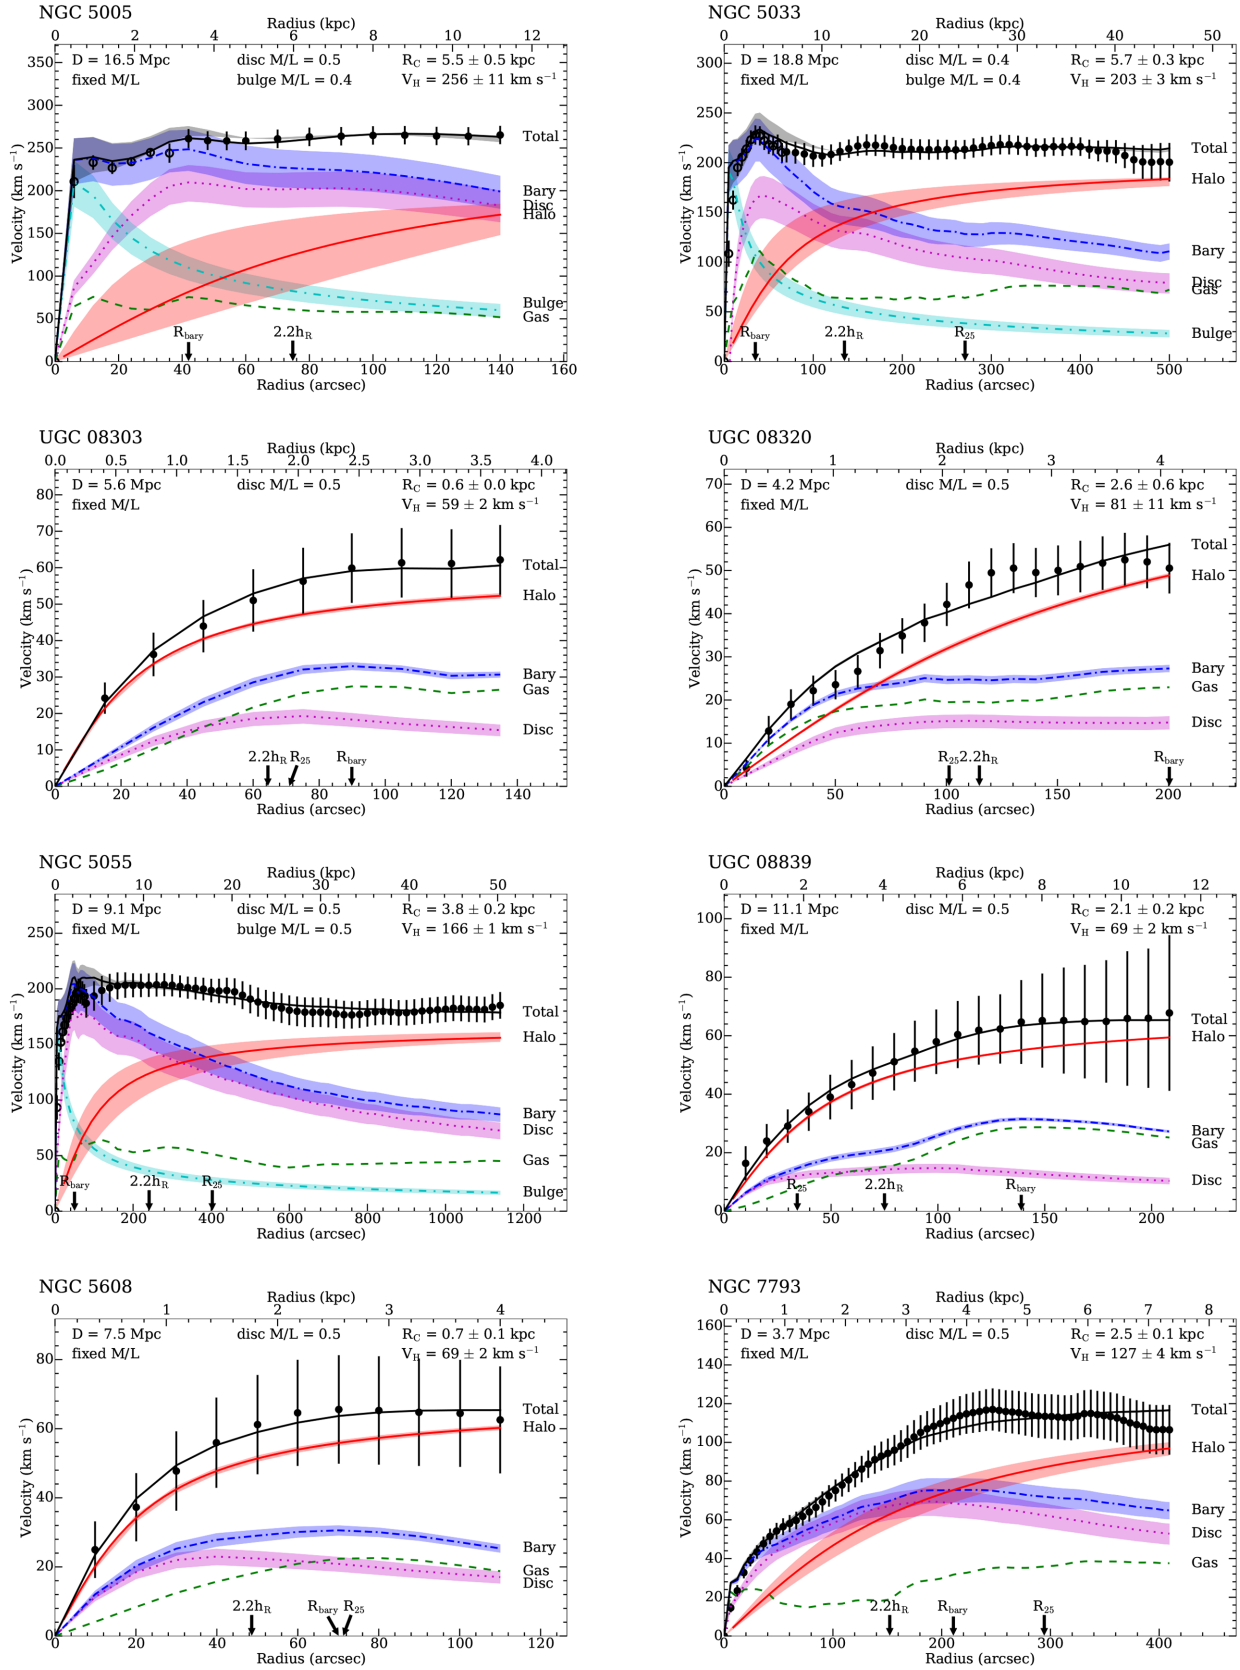 NGC 5005
Radius (kpc)
0 2 4 6 8 10 12
D = 16.5 Mpc disc M/L = 0.5 R_C = 5.5 ± 0.5 kpc
fixed M/L bulge M/L = 0.4 V_H = 256 ± 11 km s⁻¹
350
300
250
200
150
100
50
0
Velocity (km s⁻¹)
Total
Bary
Disc
Halo
Bulge
Gas
R_bary 2.2h_R
0 20 40 60 80 100 120 140 160
Radius (arcsec)
NGC 5033
Radius (kpc)
0 10 20 30 40 50
D = 18.8 Mpc disc M/L = 0.4 R_C = 5.7 ± 0.3 kpc
fixed M/L bulge M/L = 0.4 V_H = 203 ± 3 km s⁻¹
300
250
200
150
100
50
0
Velocity (km s⁻¹)
Total
Halo
Bary
Disc
Gas
Bulge
R_bary 2.2h_R R_25
0 100 200 300 400 500
Radius (arcsec)
UGC 08303
Radius (kpc)
0.0 0.5 1.0 1.5 2.0 2.5 3.0 3.5 4.0
D = 5.6 Mpc disc M/L = 0.5 R_C = 0.6 ± 0.0 kpc
fixed M/L V_H = 59 ± 2 km s⁻¹
80
70
60
50
40
30
20
10
0
Velocity (km s⁻¹)
Total
Halo
Bary
Gas
Disc
2.2h_R R_25 R_bary
0 20 40 60 80 100 120 140
Radius (arcsec)
UGC 08320
Radius (kpc)
0 1 2 3 4
D = 4.2 Mpc disc M/L = 0.5 R_C = 2.6 ± 0.6 kpc
fixed M/L V_H = 81 ± 11 km s⁻¹
70
60
50
40
30
20
10
0
Velocity (km s⁻¹)
Total
Halo
Bary
Gas
Disc
R_25 2.2h_R R_bary
0 50 100 150 200
Radius (arcsec)
NGC 5055
Radius (kpc)
0 10 20 30 40 50
D = 9.1 Mpc disc M/L = 0.5 R_C = 3.8 ± 0.2 kpc
fixed M/L bulge M/L = 0.5 V_H = 166 ± 1 km s⁻¹
250
200
150
100
50
0
Velocity (km s⁻¹)
Total
Halo
Bary
Disc
Gas
Bulge
R_bary 2.2h_R R_25
0 200 400 600 800 1000 1200
Radius (arcsec)
UGC 08839
Radius (kpc)
0 2 4 6 8 10 12
D = 11.1 Mpc disc M/L = 0.5 R_C = 2.1 ± 0.2 kpc
fixed M/L V_H = 69 ± 2 km s⁻¹
100
80
60
40
20
0
Velocity (km s⁻¹)
Total
Halo
Bary
Gas
Disc
R_25 2.2h_R R_bary
0 50 100 150 200
Radius (arcsec)
NGC 5608
Radius (kpc)
0 1 2 3 4
D = 7.5 Mpc disc M/L = 0.5 R_C = 0.7 ± 0.1 kpc
fixed M/L V_H = 69 ± 2 km s⁻¹
80
60
40
20
0
Velocity (km s⁻¹)
Total
Halo
Bary
Gas
Disc
2.2h_R R_bary R_25
0 20 40 60 80 100 120
Radius (arcsec)
NGC 7793
Radius (kpc)
0 1 2 3 4 5 6 7 8
D = 3.7 Mpc disc M/L = 0.5 R_C = 2.5 ± 0.1 kpc
fixed M/L V_H = 127 ± 4 km s⁻¹
160
140
120
100
80
60
40
20
0
Velocity (km s⁻¹)
Total
Halo
Bary
Disc
Gas
2.2h_R R_bary R_25
0 100 200 300 400
Radius (arcsec)